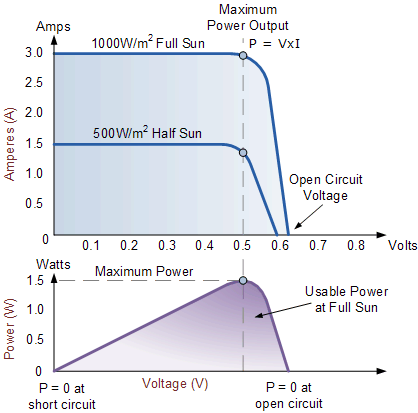 Maximum
Power Output
P = VxI
Amps
1000W/m² Full Sun
3.0
2.5
2.0
500W/m² Half Sun
1.5
1.0
0.5
0
Amperes (A)
Open Circuit
Voltage
0.1 0.2 0.3 0.4 0.5 0.6 0.7 0.8 Volts
Watts
Maximum Power
1.5
1.0
0.5
0
Power (W)
Usable Power
at Full Sun
Voltage (V)
P = 0 at
short circuit
P = 0 at
open circuit